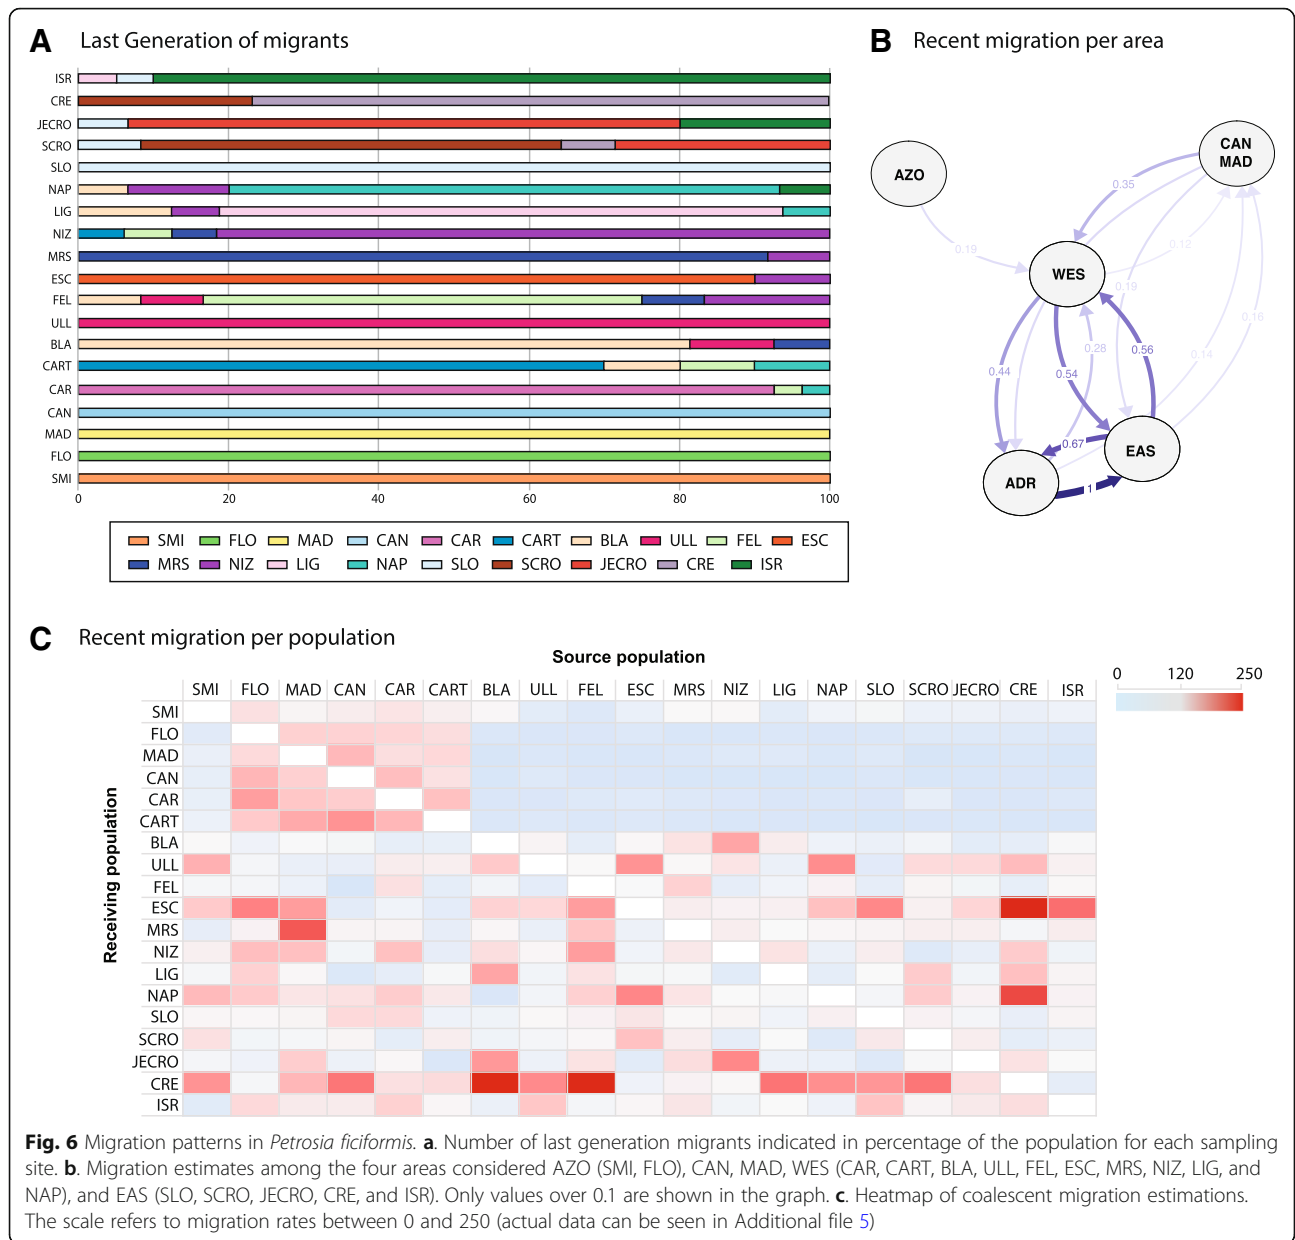 A Last Generation of migrants
ISR
CRE
JECRO
SCRO
SLO
NAP
LIG
NIZ
MRS
ESC
FEL
ULL
BLA
CART
CAR
CAN
MAD
FLO
SMI
0 20 40 60 80 100
SMI FLO MAD CAN CAR CART BLA ULL FEL ESC
MRS NIZ LIG NAP SLO SCRO JECRO CRE ISR
B Recent migration per area
CAN
MAD
AZO
0.35
0.19
0.12
WES
0.19
0.16
0.28
0.56
0.14
0.44
0.54
0.67
EAS
ADR
1
C Recent migration per population
Source population
0 120 250
SMI FLO MAD CAN CAR CART BLA ULL FEL ESC MRS NIZ LIG NAP SLO SCRO JECRO CRE ISR
Receiving population
SMI
FLO
MAD
CAN
CAR
CART
BLA
ULL
FEL
ESC
MRS
NIZ
LIG
NAP
SLO
SCRO
JECRO
CRE
ISR
Fig. 6 Migration patterns in Petrosia ficiformis. a. Number of last generation migrants indicated in percentage of the population for each sampling
site. b. Migration estimates among the four areas considered AZO (SMI, FLO), CAN, MAD, WES (CAR, CART, BLA, ULL, FEL, ESC, MRS, NIZ, LIG, and
NAP), and EAS (SLO, SCRO, JECRO, CRE, and ISR). Only values over 0.1 are shown in the graph. c. Heatmap of coalescent migration estimations.
The scale refers to migration rates between 0 and 250 (actual data can be seen in Additional file 5)